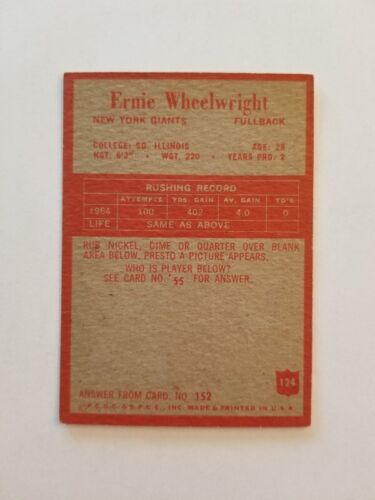 Ernie Wheelwright
NEW YORK GIANTS FULLBACK
COLLEGE: SO. ILLINOIS AGE: 28
HGT. 6'3" • WGT. 220 • YEARS PRO: 2
RUSHING RECORD
ATTEMPTS YDS. GAIN AV. GAIN TD'S
1964 100 402 4.0 0
LIFE SAME AS ABOVE
RUB NICKEL, DIME OR QUARTER OVER BLANK
AREA BELOW. PRESTO A PICTURE APPEARS.
WHO IS PLAYER BELOW?
SEE CARD NO. 55 FOR ANSWER.
124
ANSWER FROM CARD. NO 152
INC. MADE & PRINTED IN U.S.A.